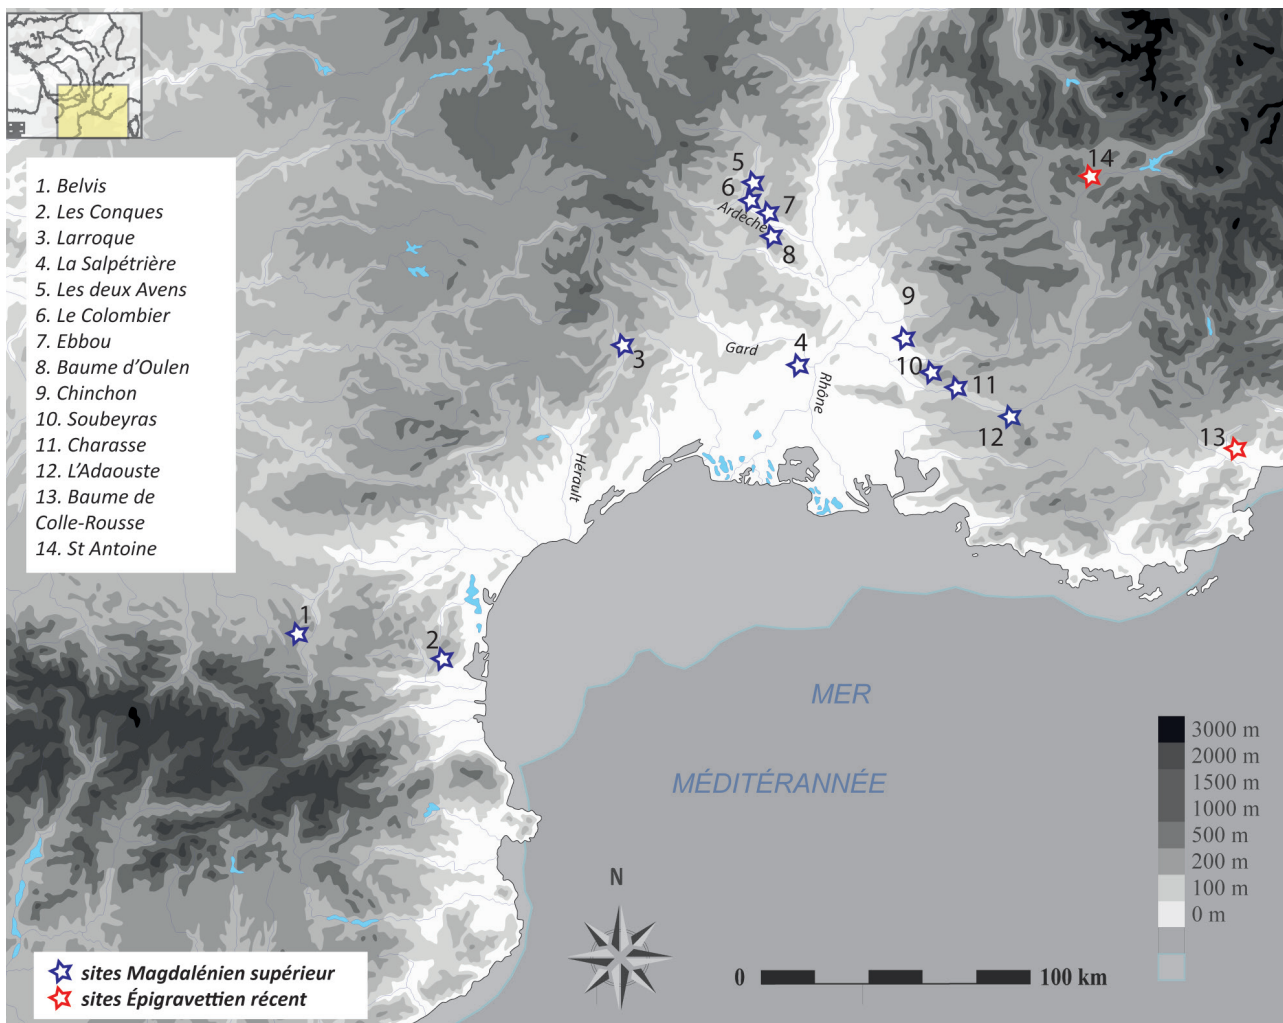 1. Belvis
2. Les Conques
3. Larroque
4. La Salpétrière
5. Les deux Avens
6. Le Colombier
7. Ebbou
8. Baume d'Oulen
9. Chinchon
10. Soubeyras
11. Charasse
12. L'Adaouste
13. Baume de
Colle-Rousse
14. St Antoine
5
6
7
Ardeche
8
14
9
4
Gard
3
10
11
Rhône
12
13
Hérault
1
2
MER
MÉDITÉRANNÉE
3000 m
2000 m
1500 m
1000 m
500 m
200 m
100 m
0 m
N
0
100 km
sites Magdalénien supérieur
sites Épigravettien récent